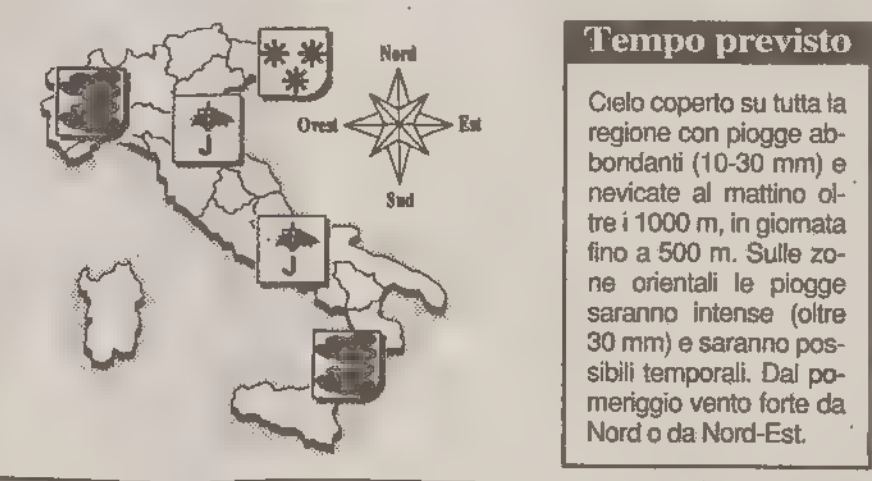 Nord
Ovest
Est
Sud
Tempo previsto
Cielo coperto su tutta la
regione con piogge ab-
bondanti (10-30 mm) e
nevicate al mattino ol-
tre i 1000 m, in giornata
fino a 500 m. Sulle zo-
ne orientali le piogge
saranno intense (oltre
30 mm) e saranno pos-
sibili temporali. Dal po-
meriggio vento forte da
Nord o da Nord-Est.